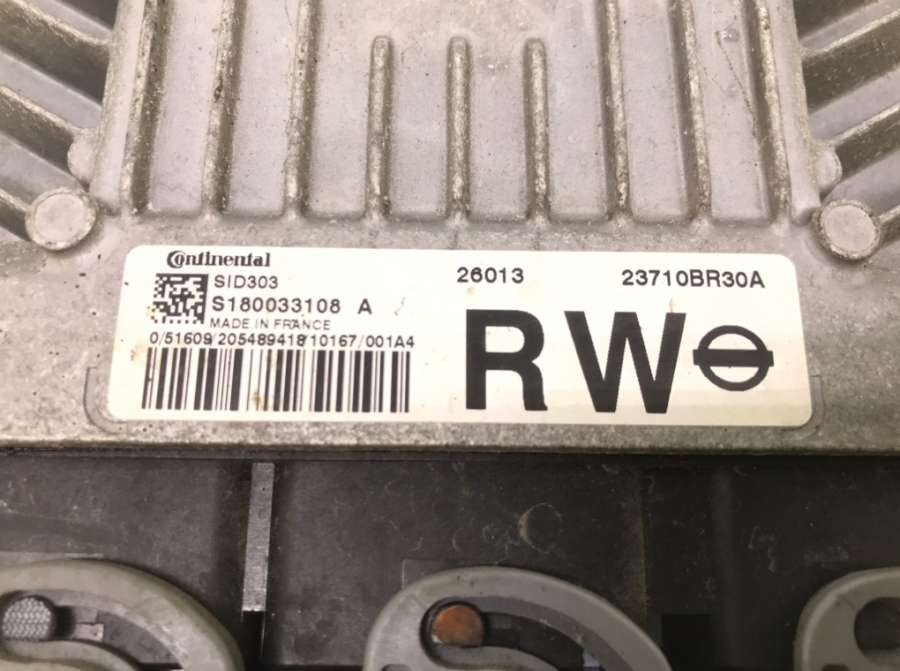 Continental
SID303
S180033108 A
MADE IN FRANCE
0/51609/205489418/10167/001A4
26013 23710BR30A
RW